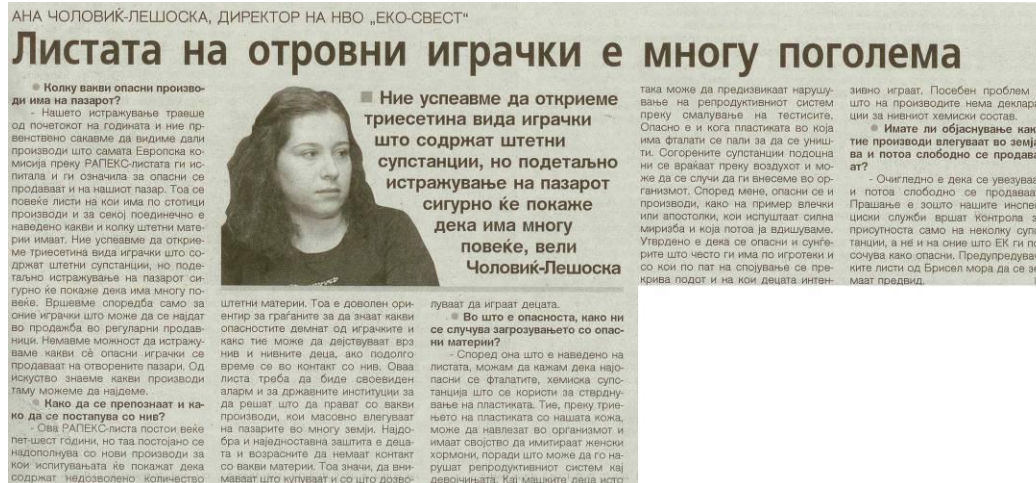 АНА ЧОЛОВИЌ-ЛЕШОСКА, ДИРЕКТОР НА НВО „ЕКО-СВЕСТ“
Листата на отровни играчки е многу поголема
Колку вакви опасни произво-
ди има на пазарот?
- Нашето истражување траеше
од почетокот на годината и ние пр-
венствено сакавме да видиме дали
производи што самата Европска ко-
мисија преку РАПЕКС-листата ги ис-
питала и ги означила за опасни се
продаваат и на нашиот пазар. Тоа се
повеќе листи на кои има по стотици
производи и за секој поединечно е
наведено какви и колку штетни мате-
рии имаат. Ние успеавме да открие-
ме триесетина вида играчки што со-
држат штетни супстанции, но поде-
тално истражување на пазарот си-
гурно ќе покаже дека има многу по-
веќе. Вршевме споредба само за
оние играчки што може да се најдат
во продажба во регуларни продав-
ници. Немавме можност да истражу-
ваме какви сѐ опасни играчки се
продаваат на отворените пазари. Од
искуство знаеме какви производи
таму можеме да најдеме.
Како да се препознаат и ка-
ко да се постапува со нив?
- Ова РАПЕКС-листа постои веќе
пет-шест години, но таа постојано се
надополнува со нови производи за
кои испитувањата ќе покажат дека
содржат недозволено количество
Ние успеавме да откриеме
триесетина вида играчки
што содржат штетни
супстанции, но подетално
истражување на пазарот
сигурно ќе покаже
дека има многу
повеќе, вели
Чоловиќ-Лешоска
штетни материи. Тоа е доволен ори-
ентир за граѓаните за да знаат какви
опасностите демнат од играчките и
како тие може да дејствуваат врз
нив и нивните деца, ако подолго
време се во контакт со нив. Оваа
листа треба да биде своевиден
аларм и за државните институции за
да решат што да прават со вакви
производи, кои масовно влегуваат
на пазарите во многу земји. Најдо-
бра и наједноставна заштита е деца-
та и возрасните да немаат контакт
со вакви материи. Тоа значи, да вни-
маваат што купуваат и со што дозво-
луваат да играат децата.
Во што е опасноста, како ни
се случува загрозувањето со опас-
ни материи?
- Според она што е наведено на
листата, можам да кажам дека најо-
пасни се фталатите, хемиска супс-
танција што се користи за стврдну-
вање на пластиката. Тие, преку трие-
њето на пластиката со нашата кожа,
може да навлезат во организмот и
имаат својство да имитираат женски
хормони, поради што може да го на-
рушат репродуктивниот систем кај
девојчињата. Кај машките деца исто
така може да предизвикаат нарушу-
вање на репродуктивниот систем
преку смалување на тестисите.
Опасно е и кога пластиката во која
има фталати се пали за да се униш-
ти. Согорените супстанции подоцна
ни се враќаат преку воздухот и мо-
же да се случи да ги внесеме во ор-
ганизмот. Според мене, опасни се и
производи, како на пример влечки
или апостолки, кои испуштаат силна
миризба и која потоа ја вдишуваме.
Утврдено е дека се опасни и сунѓе-
рите што често ги има по игротеки и
со кои по пат на спојување се пре-
крива подот и на кои децата интен-
зивно играат. Посебен проблем
што на производите нема деклара
ции за нивниот хемиски состав.
Имате ли објаснување как
тие производи влегуваат во земја
ва и потоа слободно се продава
ат?
- Очигледно е дека се увезуваа
и потоа слободно се продаваат
Прашање е зошто нашите инспек
циски служби вршат контрола з
присутноста само на неколку супс
танции, а не и на оние што ЕК ги по
сочува како опасни. Предупредувач
ките листи од Брисел мора да се з
маат предвид.